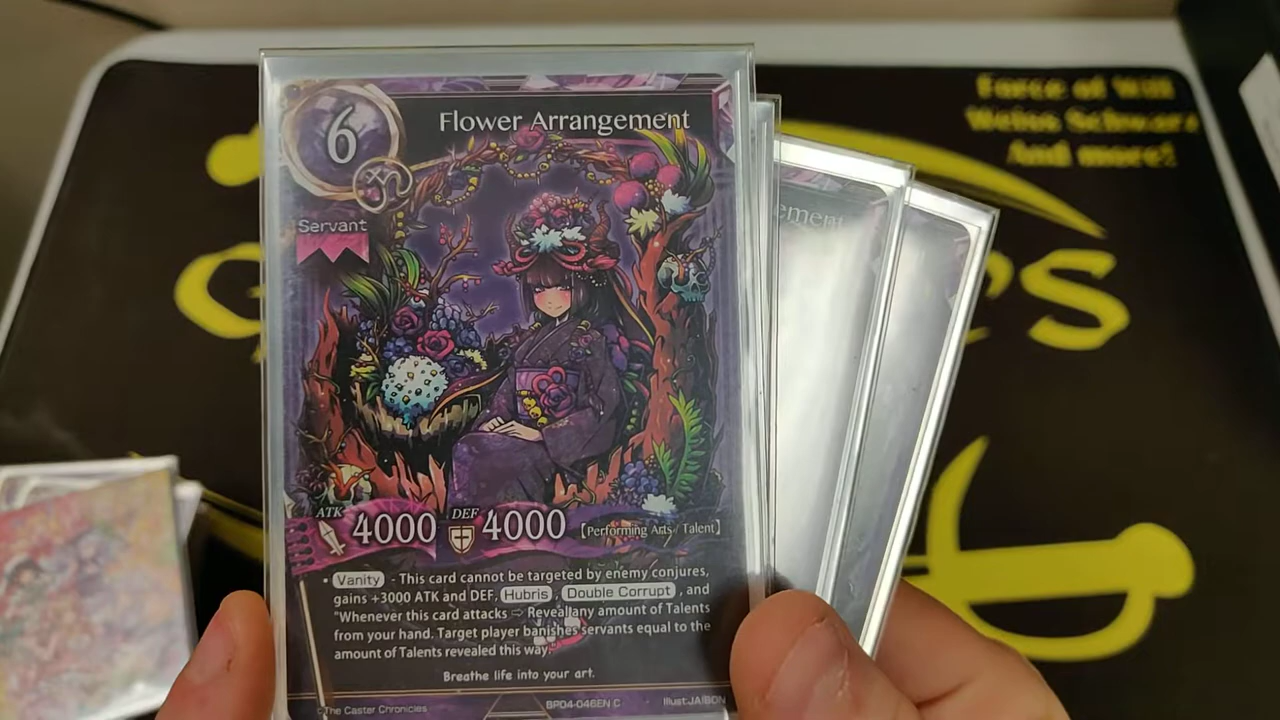 Force of Will
Weiss Schwarz
And more!
6
Flower Arrangement
ement
Servant
ATK 4000 DEF 4000 【Performing Arts / Talent】
• Vanity - This card cannot be targeted by enemy conjures,
gains +3000 ATK and DEF, Hubris , Double Corrupt , and
"Whenever this card attacks ⇨ Reveal any amount of Talents
from your hand. Target player banishes servants equal to the
amount of Talents revealed this way."
Breathe life into your art.
©The Caster Chronicles BP04-046EN C Illust:JAIBON